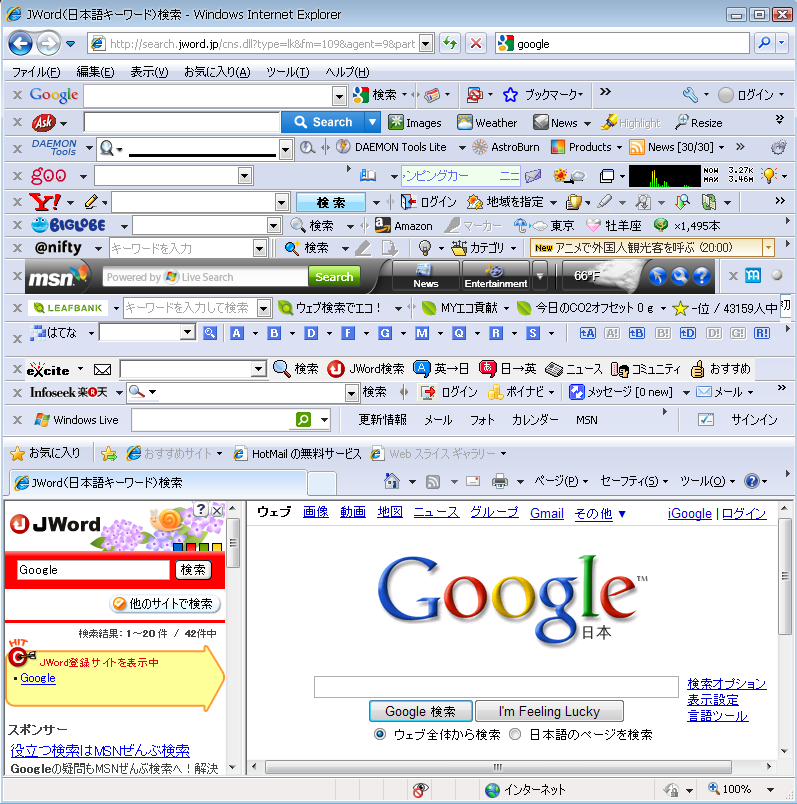 JWord(日本語キーワード)検索 - Windows Internet Explorer
http://search.jword.jp/cns.dll?type=lk&fm=109&agent=9&part google
ファイル(F) 編集(E) 表示(V) お気に入り(A) ツール(T) ヘルプ(H)
Google 検索 ブックマーク ログイン
Ask Search Images Weather News Highlight Resize
DAEMON Tools DAEMON Tools Lite AstroBurn Products News [30/30]
goo ンピングカー ニニ NOW 3.27K MAX 3.46M
Y! 検索 ログイン 地域を指定
BIGLOBE 検索 Amazon マーカー 東京 牡羊座 ×1,495本
@nifty キーワードを入力 検索 カテゴリ New アニメで外国人観光客を呼ぶ (20:00)
msn Powered by Live Search Search News Entertainment 66°F
LEAFBANK キーワードを入力して検索 ウェブ検索でエコ! MYエコ貢献 今日のCO2オフセット 0 g -位 / 43159人中
はてな A B D F G M Q R S A A! B B! D D! G! R!
excite 検索 JWord検索 英→日 日→英 ニュース コミュニティ おすすめ
Infoseek 楽天 検索 ログイン ポイナビ メッセージ [0 new] メール
Windows Live 更新情報 メール フォト カレンダー MSN サインイン
お気に入り おすすめサイト HotMail の無料サービス Web スライス ギャラリー
JWord(日本語キーワード)検索 ページ(P) セーフティ(S) ツール(O)
JWord
Google 検索
他のサイトで検索
検索結果: 1〜20 件 / 42件中
HIT
JWord登録サイトを表示中
・Google
スポンサー
役立つ検索はMSNぜんぶ検索
Googleの疑問もMSNぜんぶ検索へ!解決
ウェブ 画像 動画 地図 ニュース グループ Gmail その他 ▼ iGoogle | ログイン
Google™
日本
検索オプション
表示設定
言語ツール
Google 検索 I'm Feeling Lucky
ウェブ全体から検索 日本語のページを検索
インターネット 100%